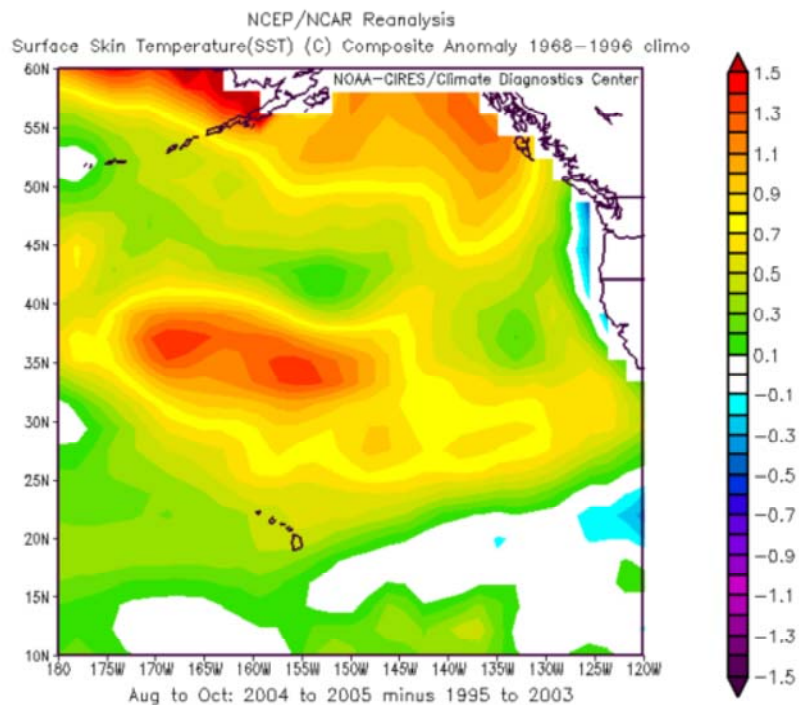 NCEP/NCAR Reanalysis
Surface Skin Temperature(SST) (C) Composite Anomaly 1968-1996 climo
NOAA-CIRES/Climate Diagnostics Center
60N
55N
50N
45N
40N
35N
30N
25N
20N
15N
10N
180 175W 170W 165W 160W 155W 150W 145W 140W 135W 130W 125W 120W
Aug to Oct: 2004 to 2005 minus 1995 to 2003
1.5
1.3
1.1
0.9
0.7
0.5
0.3
0.1
-0.1
-0.3
-0.5
-0.7
-0.9
-1.1
-1.3
-1.5